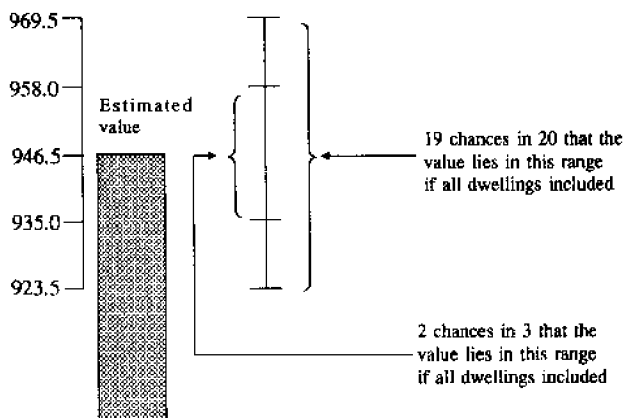 969.5
958.0
Estimated
value
946.5
935.0
923.5
19 chances in 20 that the
value lies in this range
if all dwellings included
2 chances in 3 that the
value lies in this range
if all dwellings included